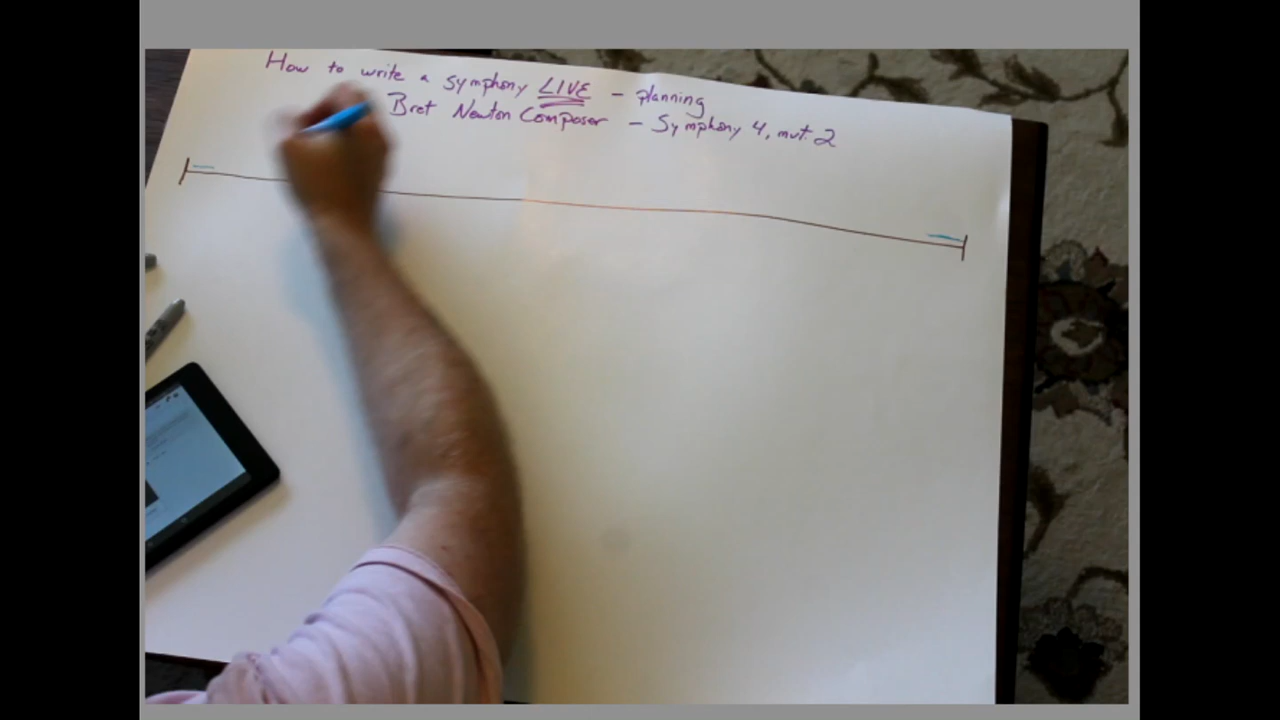 How to write a symphony LIVE - planning
Bret Newton Composer - Symphony 4, mvt. 2